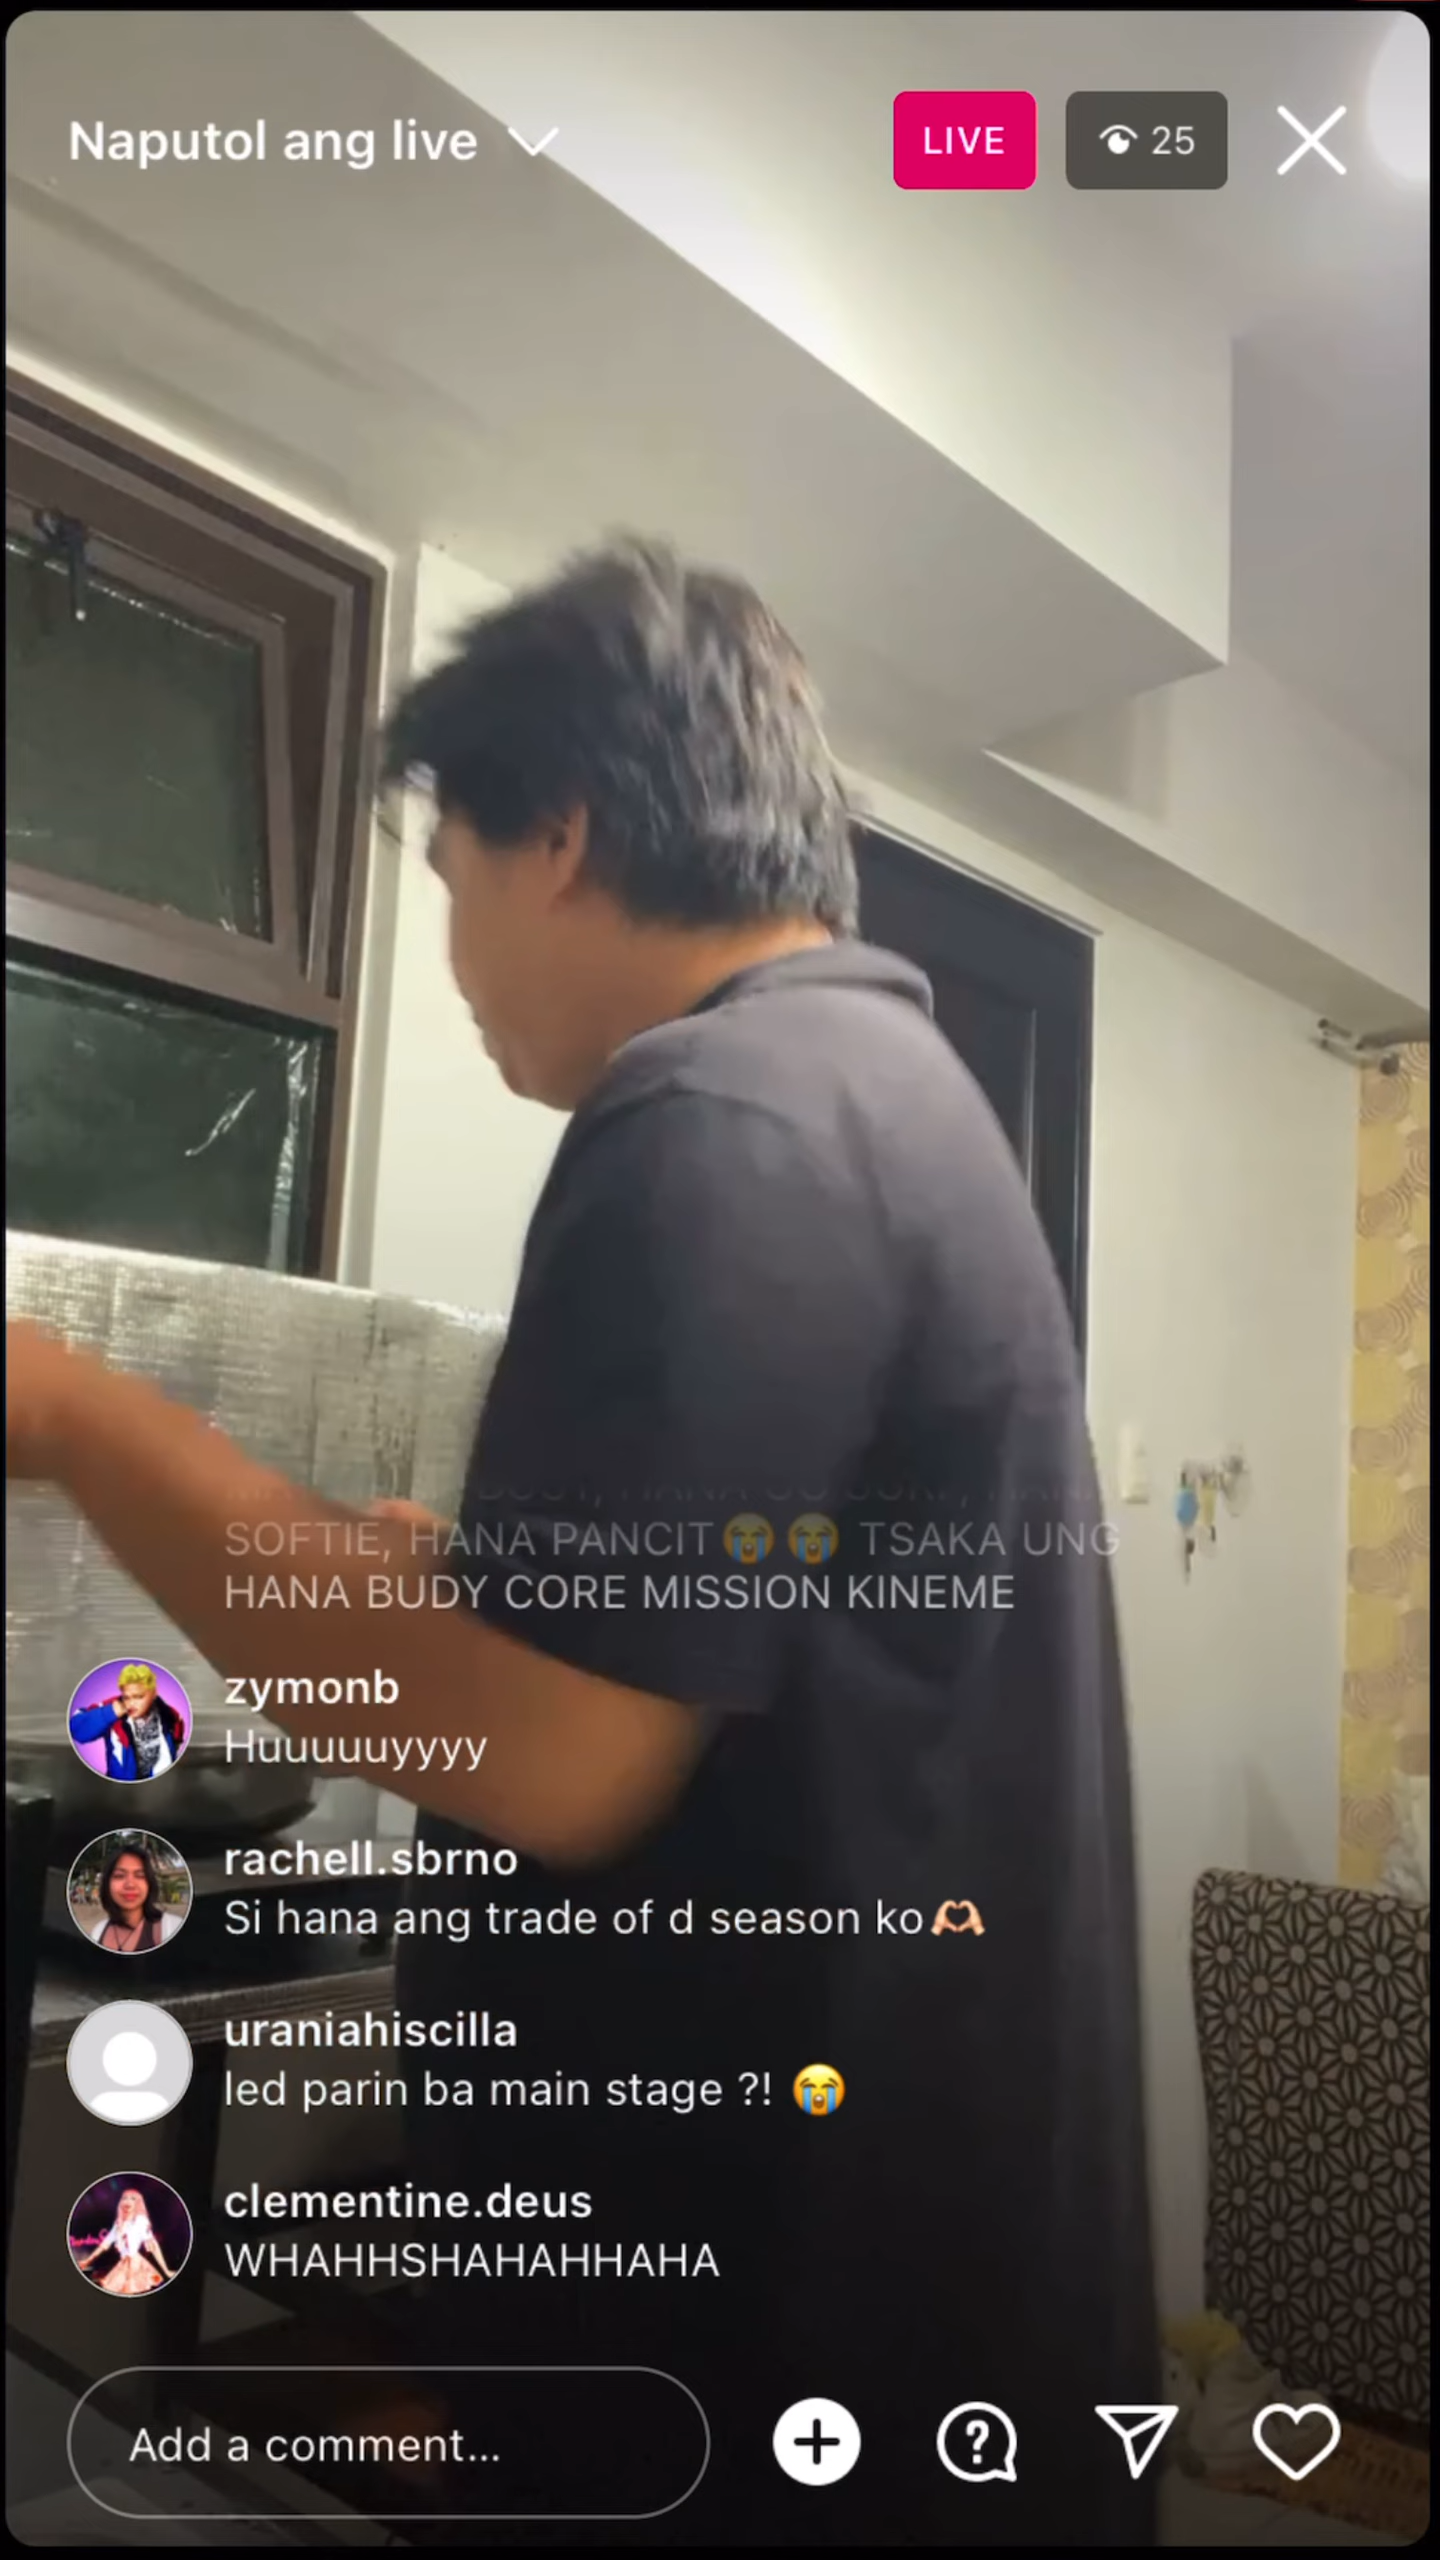 Naputol ang live
LIVE
25
SOFTIE, HANA PANCIT😭😭 TSAKA UNG
HANA BUDY CORE MISSION KINEME
zymonb
Huuuuuyyyy
rachell.sbrno
Si hana ang trade of d season ko🫶🏻
uraniahiscilla
led parin ba main stage ?! 😭
clementine.deus
WHAHHSHAHAHHAHA
Add a comment...